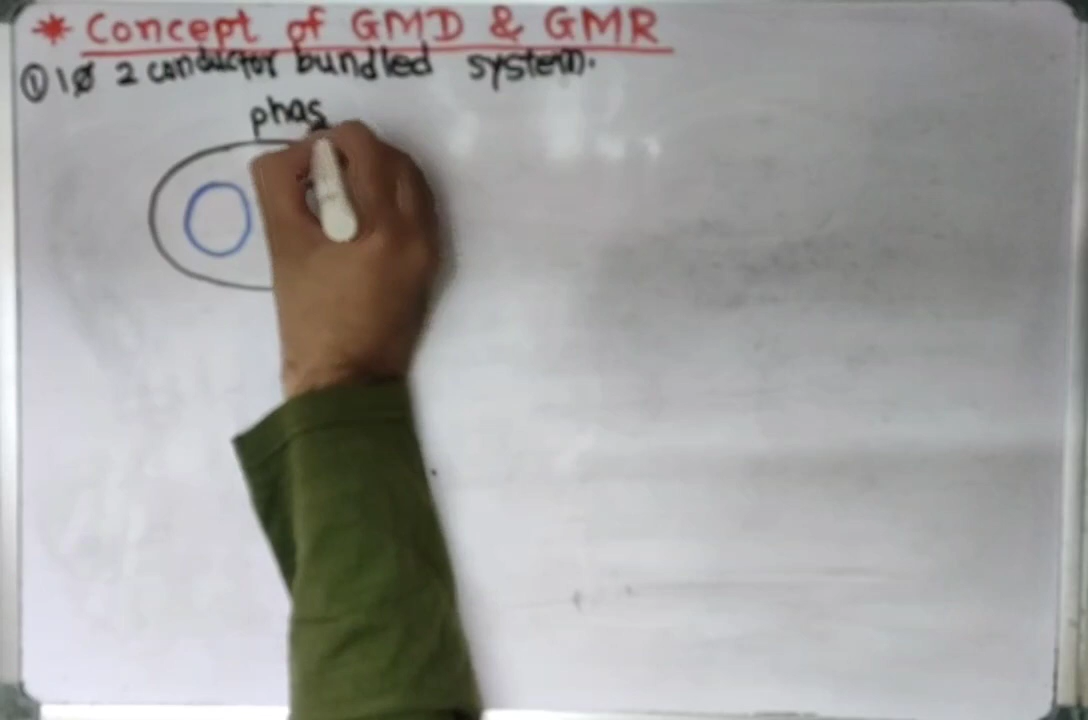 * Concept of GMD & GMR
① 1ø 2 conductor bundled system.
phas